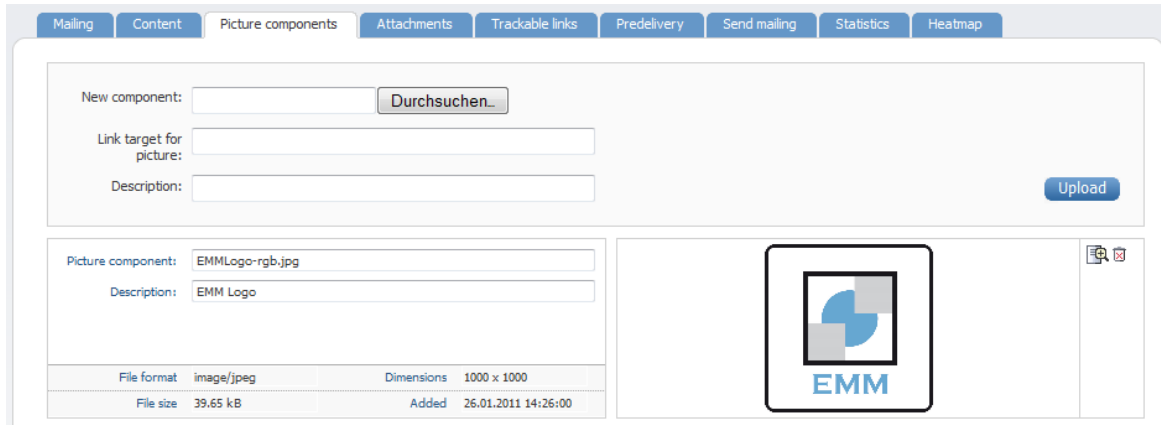 Mailing Content Picture components Attachments Trackable links Predelivery Send mailing Statistics Heatmap
New component: Durchsuchen...
Link target for
picture:
Description: Upload
Picture component: EMMLogo-rgb.jpg
Description: EMM Logo
File format image/jpeg Dimensions 1000 x 1000
File size 39.65 kB Added 26.01.2011 14:26:00
EMM